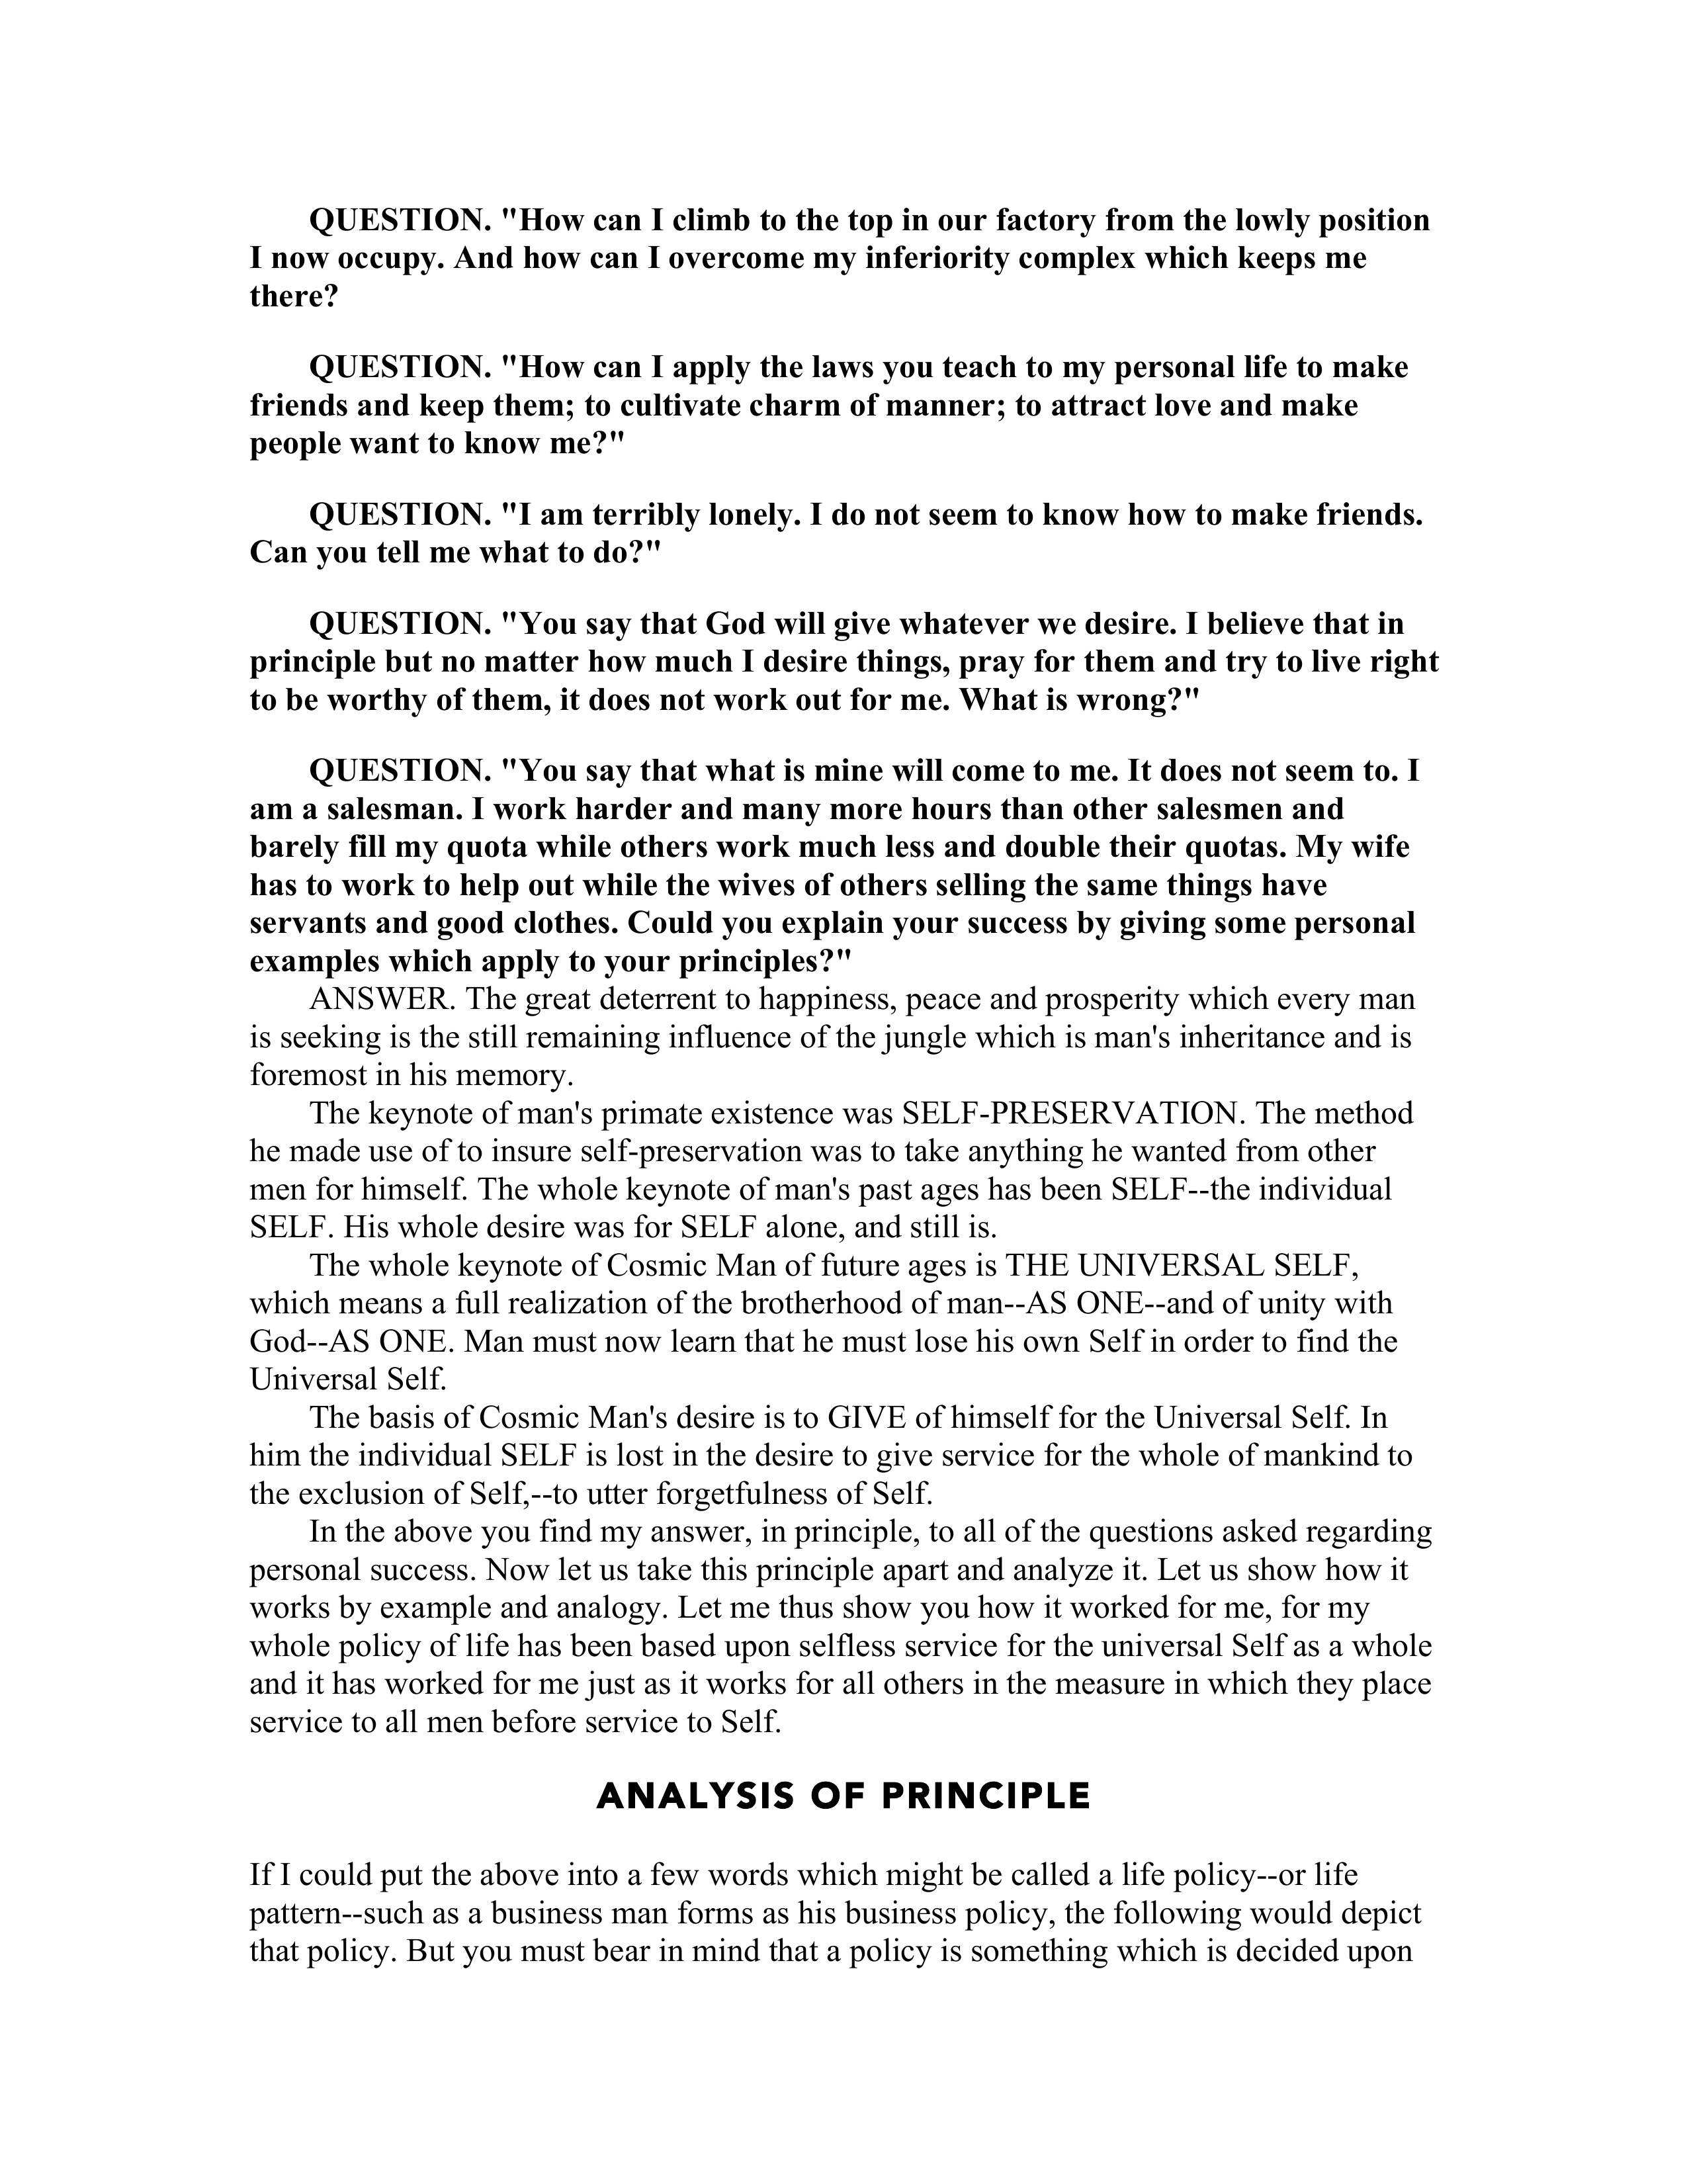 QUESTION. "How can I climb to the top in our factory from the lowly position
I now occupy. And how can I overcome my inferiority complex which keeps me
there?
QUESTION. "How can I apply the laws you teach to my personal life to make
friends and keep them; to cultivate charm of manner; to attract love and make
people want to know me?"
QUESTION. "I am terribly lonely. I do not seem to know how to make friends.
Can you tell me what to do?"
QUESTION. "You say that God will give whatever we desire. I believe that in
principle but no matter how much I desire things, pray for them and try to live right
to be worthy of them, it does not work out for me. What is wrong?"
QUESTION. "You say that what is mine will come to me. It does not seem to. I
am a salesman. I work harder and many more hours than other salesmen and
barely fill my quota while others work much less and double their quotas. My wife
has to work to help out while the wives of others selling the same things have
servants and good clothes. Could you explain your success by giving some personal
examples which apply to your principles?"
ANSWER. The great deterrent to happiness, peace and prosperity which every man
is seeking is the still remaining influence of the jungle which is man's inheritance and is
foremost in his memory.
The keynote of man's primate existence was SELF-PRESERVATION. The method
he made use of to insure self-preservation was to take anything he wanted from other
men for himself. The whole keynote of man's past ages has been SELF--the individual
SELF. His whole desire was for SELF alone, and still is.
The whole keynote of Cosmic Man of future ages is THE UNIVERSAL SELF,
which means a full realization of the brotherhood of man--AS ONE--and of unity with
God--AS ONE. Man must now learn that he must lose his own Self in order to find the
Universal Self.
The basis of Cosmic Man's desire is to GIVE of himself for the Universal Self. In
him the individual SELF is lost in the desire to give service for the whole of mankind to
the exclusion of Self,--to utter forgetfulness of Self.
In the above you find my answer, in principle, to all of the questions asked regarding
personal success. Now let us take this principle apart and analyze it. Let us show how it
works by example and analogy. Let me thus show you how it worked for me, for my
whole policy of life has been based upon selfless service for the universal Self as a whole
and it has worked for me just as it works for all others in the measure in which they place
service to all men before service to Self.
ANALYSIS OF PRINCIPLE
If I could put the above into a few words which might be called a life policy--or life
pattern--such as a business man forms as his business policy, the following would depict
that policy. But you must bear in mind that a policy is something which is decided upon